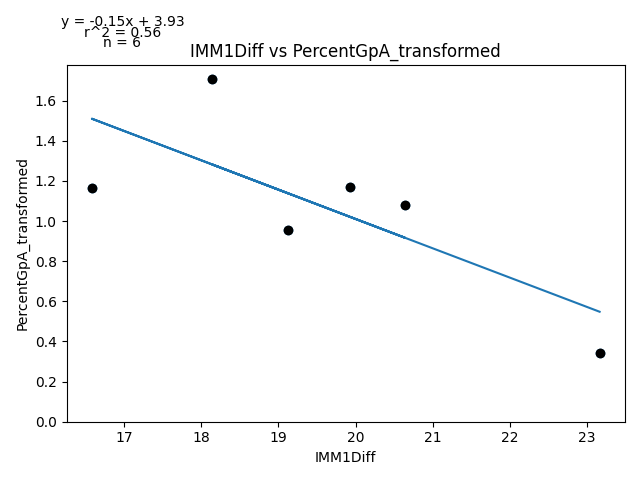 y = -0.15x + 3.93
r^2 = 0.56
n = 6
IMM1Diff vs PercentGpA_transformed
PercentGpA_transformed
1.6
1.4
1.2
1.0
0.8
0.6
0.4
0.2
0.0
17 18 19 20 21 22 23
IMM1Diff